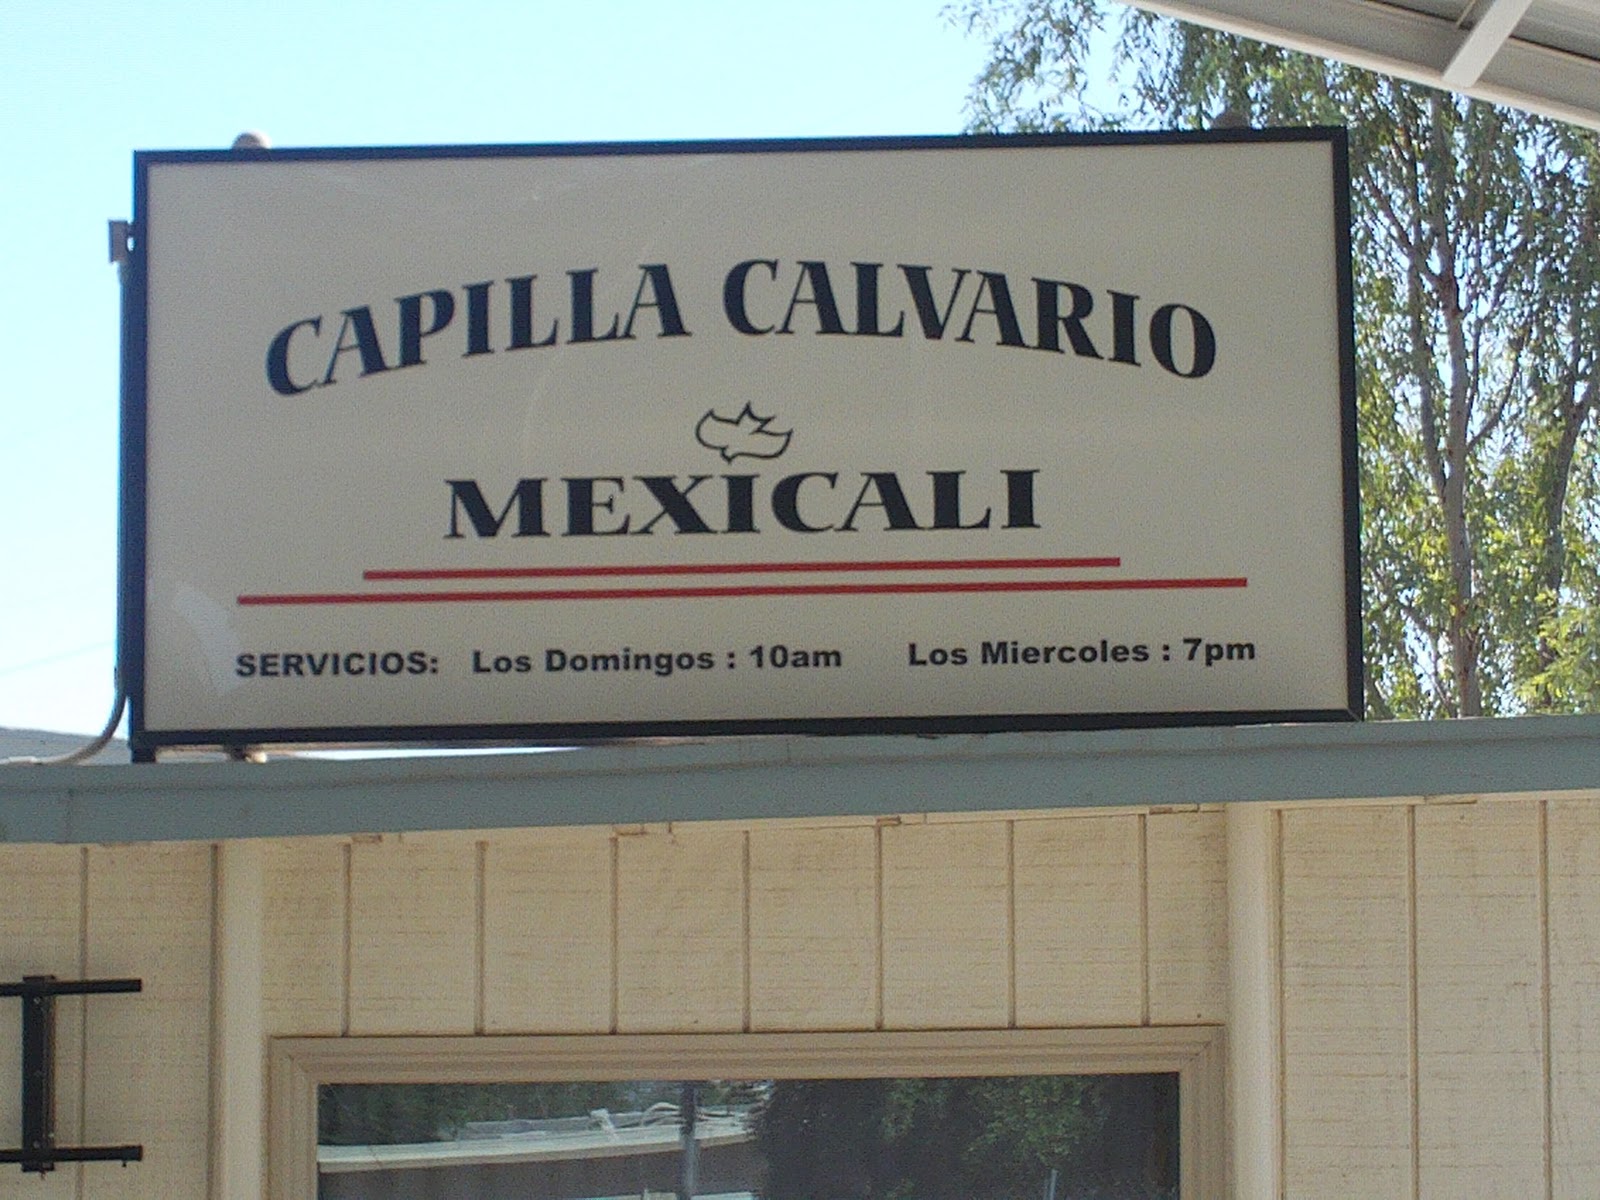 CAPILLA CALVARIO
MEXICALI
SERVICIOS: Los Domingos : 10am Los Miercoles : 7pm